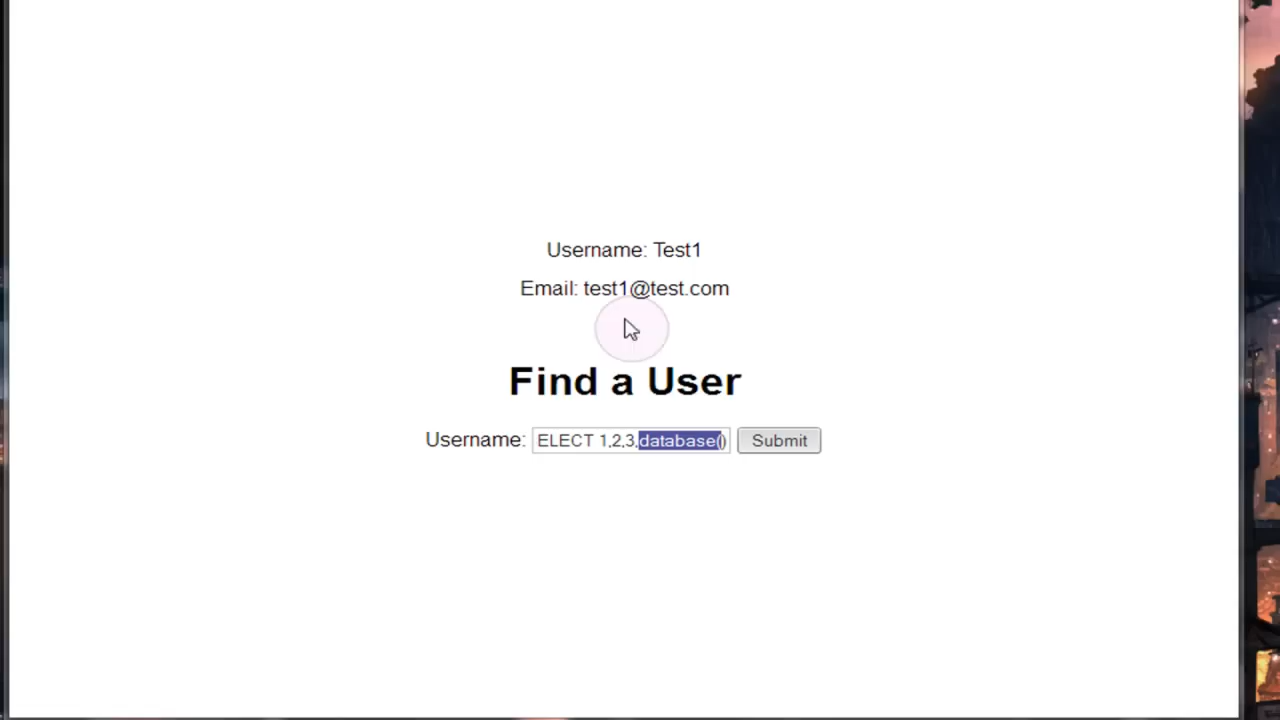 Username: Test1
Email: test1@test.com
Find a User
Username: ELECT 1,2,3,database() Submit